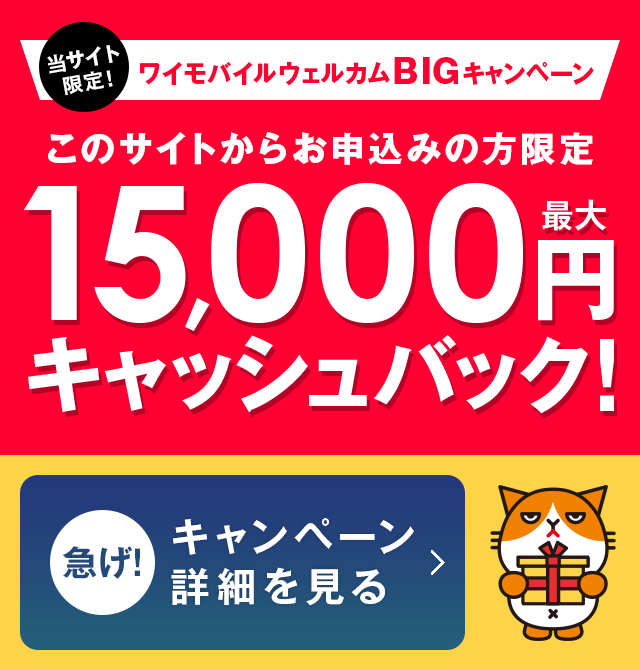 当サイト
限定!
ワイモバイルウェルカムBIGキャンペーン
このサイトからお申込みの方限定
15,000最大円
キャッシュバック!
急げ!
キャンペーン
詳細を見る